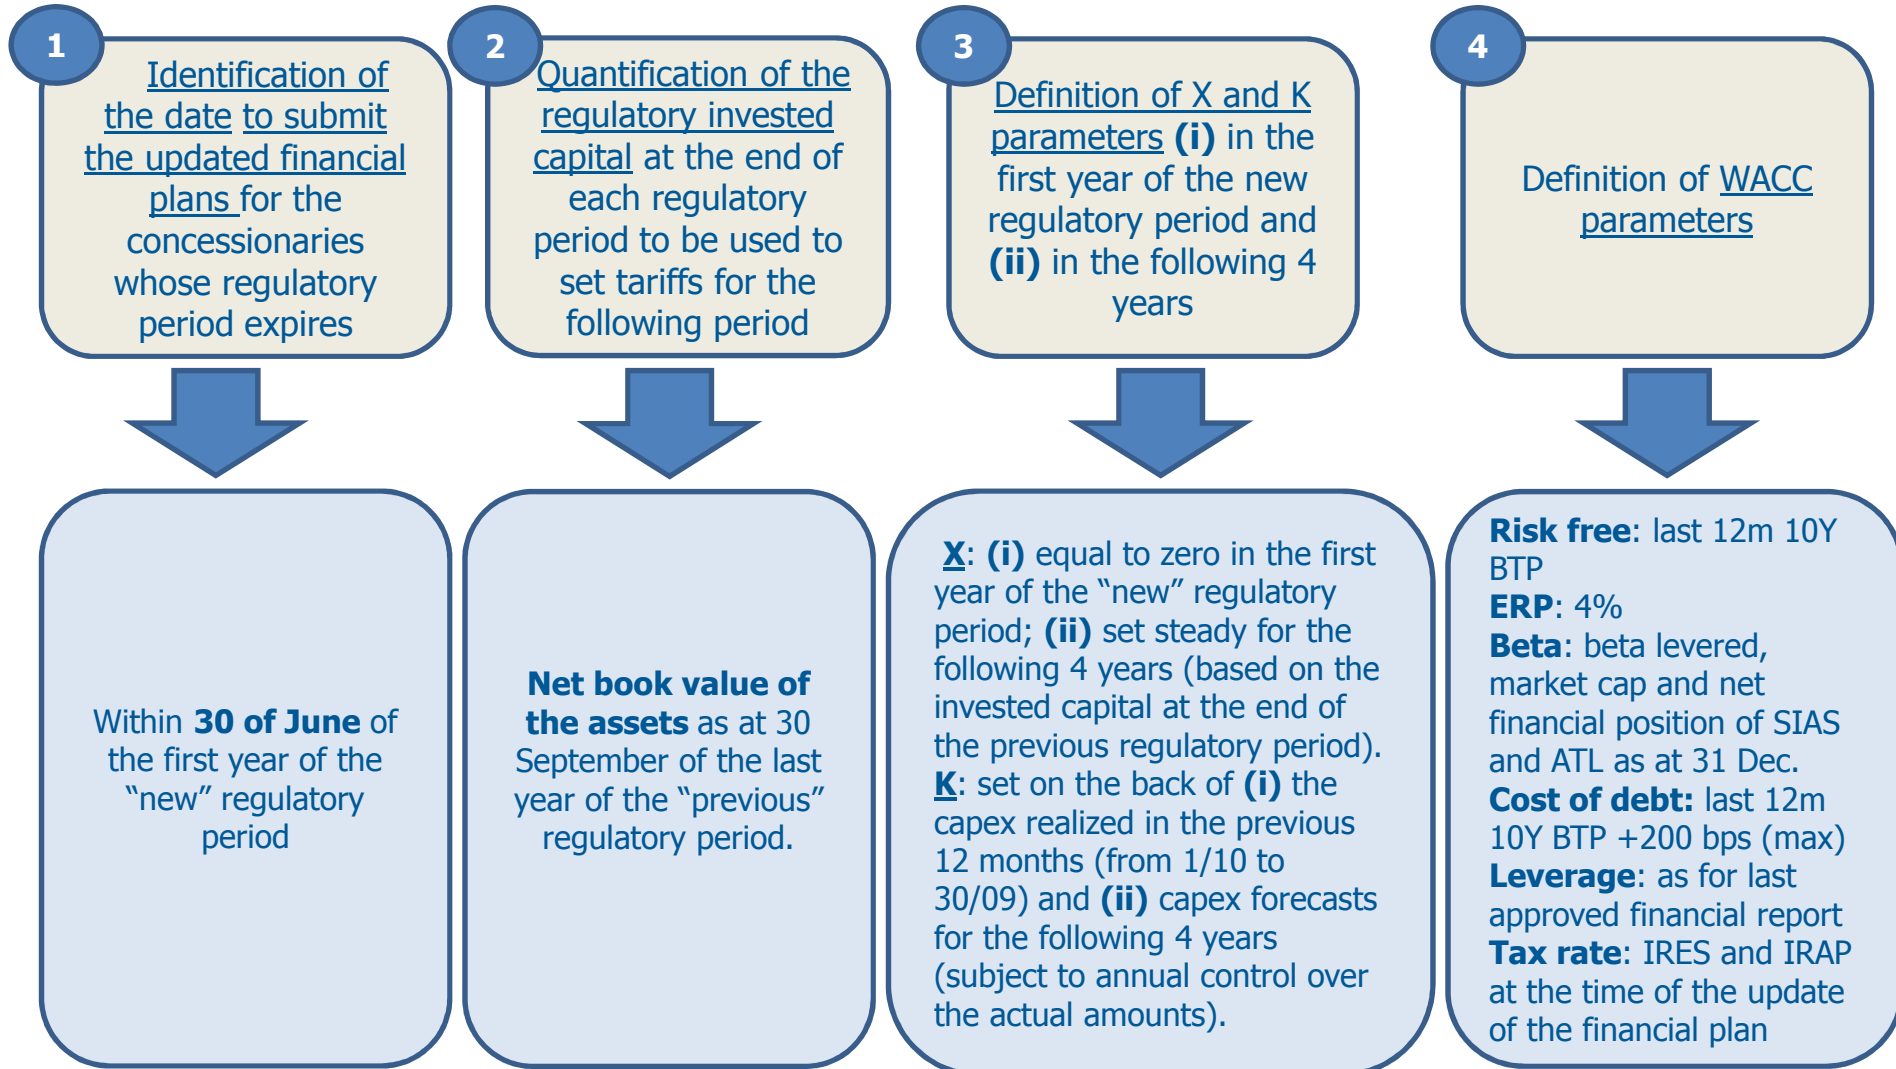 1
Identification of
the date to submit
the updated financial
plans for the
concessionaries
whose regulatory
period expires
2
Quantification of the
regulatory invested
capital at the end of
each regulatory
period to be used to
set tariffs for the
following period
3
Definition of X and K
parameters (i) in the
first year of the new
regulatory period and
(ii) in the following 4
years
4
Definition of WACC
parameters
Within 30 of June of
the first year of the
“new” regulatory
period
Net book value of
the assets as at 30
September of the last
year of the “previous”
regulatory period.
X: (i) equal to zero in the first
year of the “new” regulatory
period; (ii) set steady for the
following 4 years (based on the
invested capital at the end of
the previous regulatory period).
K: set on the back of (i) the
capex realized in the previous
12 months (from 1/10 to
30/09) and (ii) capex forecasts
for the following 4 years
(subject to annual control over
the actual amounts).
Risk free: last 12m 10Y
BTP
ERP: 4%
Beta: beta levered,
market cap and net
financial position of SIAS
and ATL as at 31 Dec.
Cost of debt: last 12m
10Y BTP +200 bps (max)
Leverage: as for last
approved financial report
Tax rate: IRES and IRAP
at the time of the update
of the financial plan